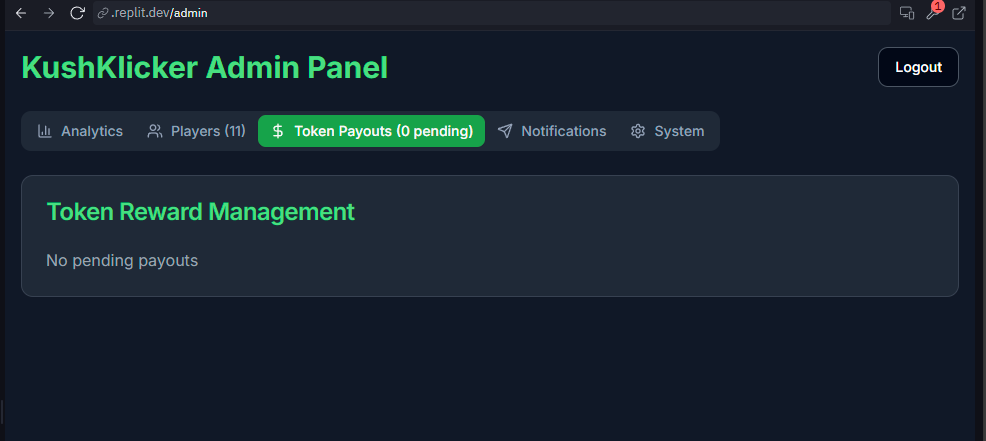 .replit.dev/admin
1
KushKlicker Admin Panel
Logout
Analytics
Players (11)
Token Payouts (0 pending)
Notifications
System
Token Reward Management
No pending payouts